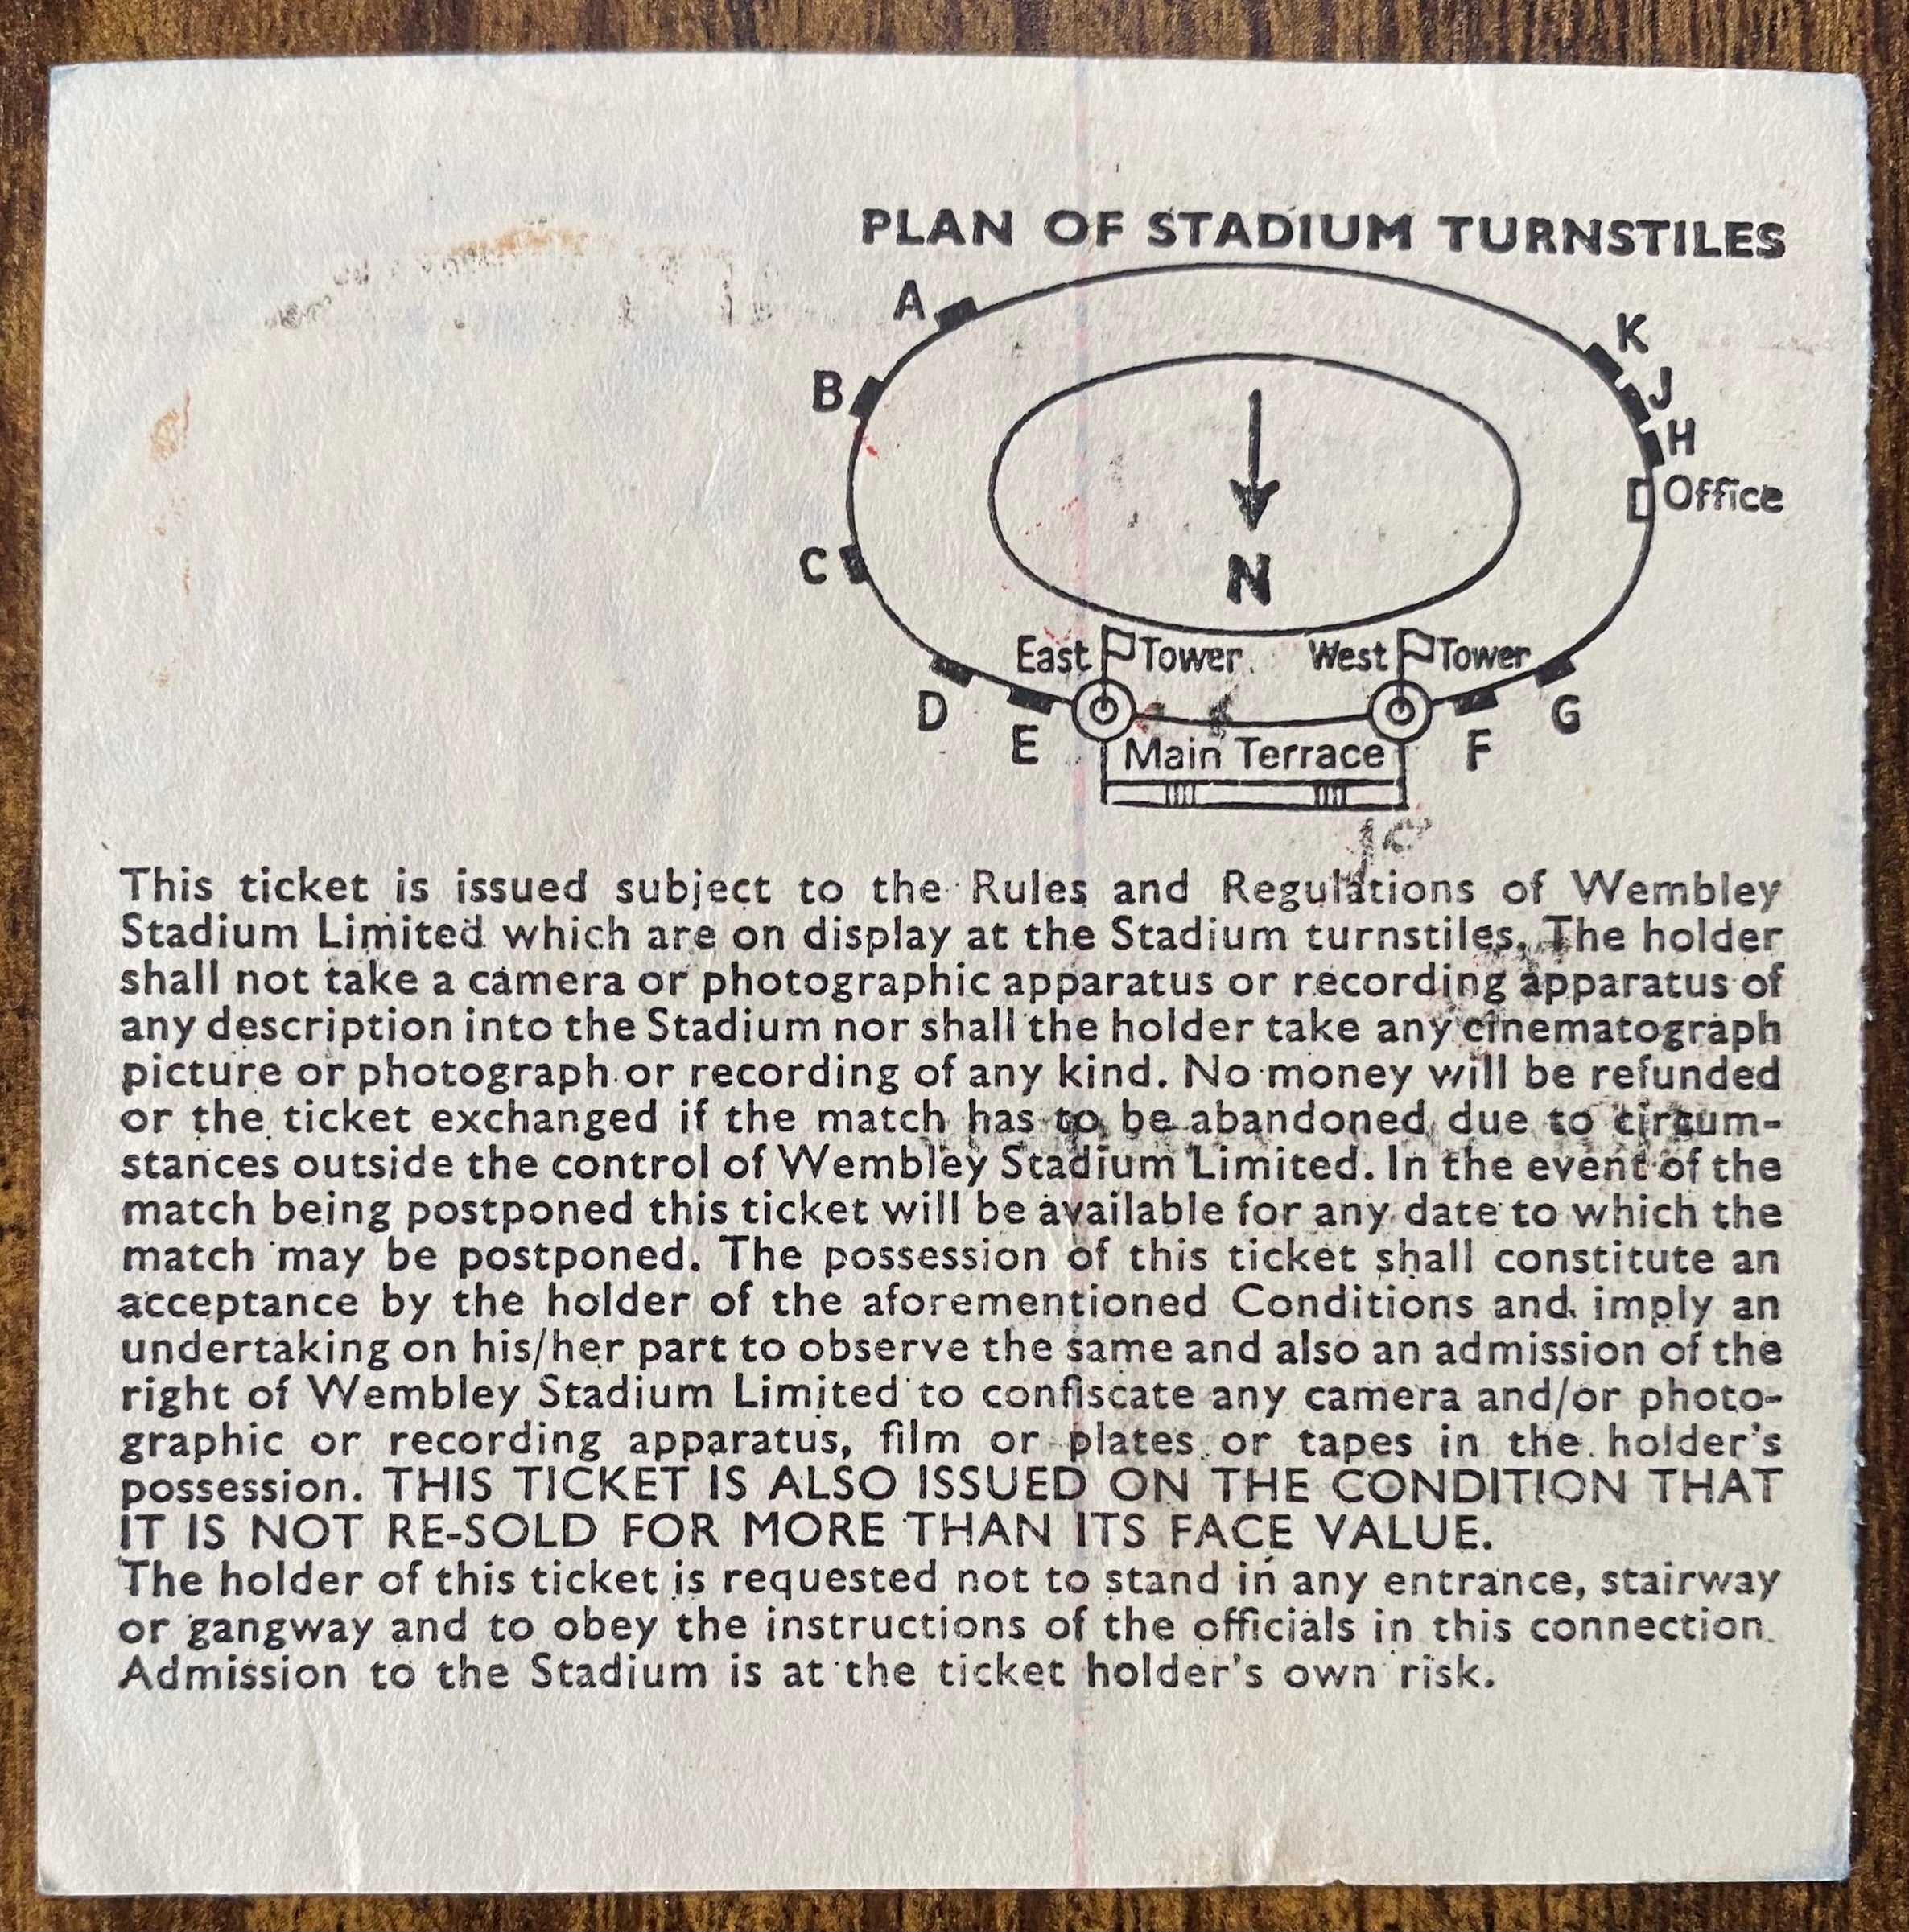 PLAN OF STADIUM TURNSTILES
A
K
B
J
H
Office
C
N
East Tower
West Tower
D
G
E
F
Main Terrace
This ticket is issued subject to the Rules and Regulations of Wembley
Stadium Limited which are on display at the Stadium turnstiles. The holder
shall not take a camera or photographic apparatus or recording apparatus of
any description into the Stadium nor shall the holder take any cinematograph
picture or photograph or recording of any kind. No money will be refunded
or the ticket exchanged if the match has to be abandoned due to circum-
stances outside the control of Wembley Stadium Limited. In the event of the
match being postponed this ticket will be available for any date to which the
match may be postponed. The possession of this ticket shall constitute an
acceptance by the holder of the aforementioned Conditions and imply an
undertaking on his/her part to observe the same and also an admission of the
right of Wembley Stadium Limited to confiscate any camera and/or photo-
graphic or recording apparatus, film or plates or tapes in the holder's
possession. THIS TICKET IS ALSO ISSUED ON THE CONDITION THAT
IT IS NOT RE-SOLD FOR MORE THAN ITS FACE VALUE.
The holder of this ticket is requested not to stand in any entrance, stairway
or gangway and to obey the instructions of the officials in this connection.
Admission to the Stadium is at the ticket holder's own risk.